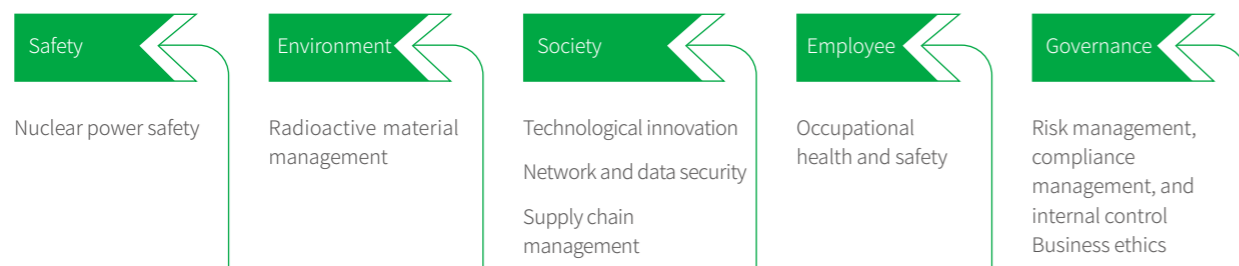 Safety
Nuclear power safety
Environment
Radioactive material
management
Society
Technological innovation
Network and data security
Supply chain
management
Employee
Occupational
health and safety
Governance
Risk management,
compliance
management, and
internal control
Business ethics